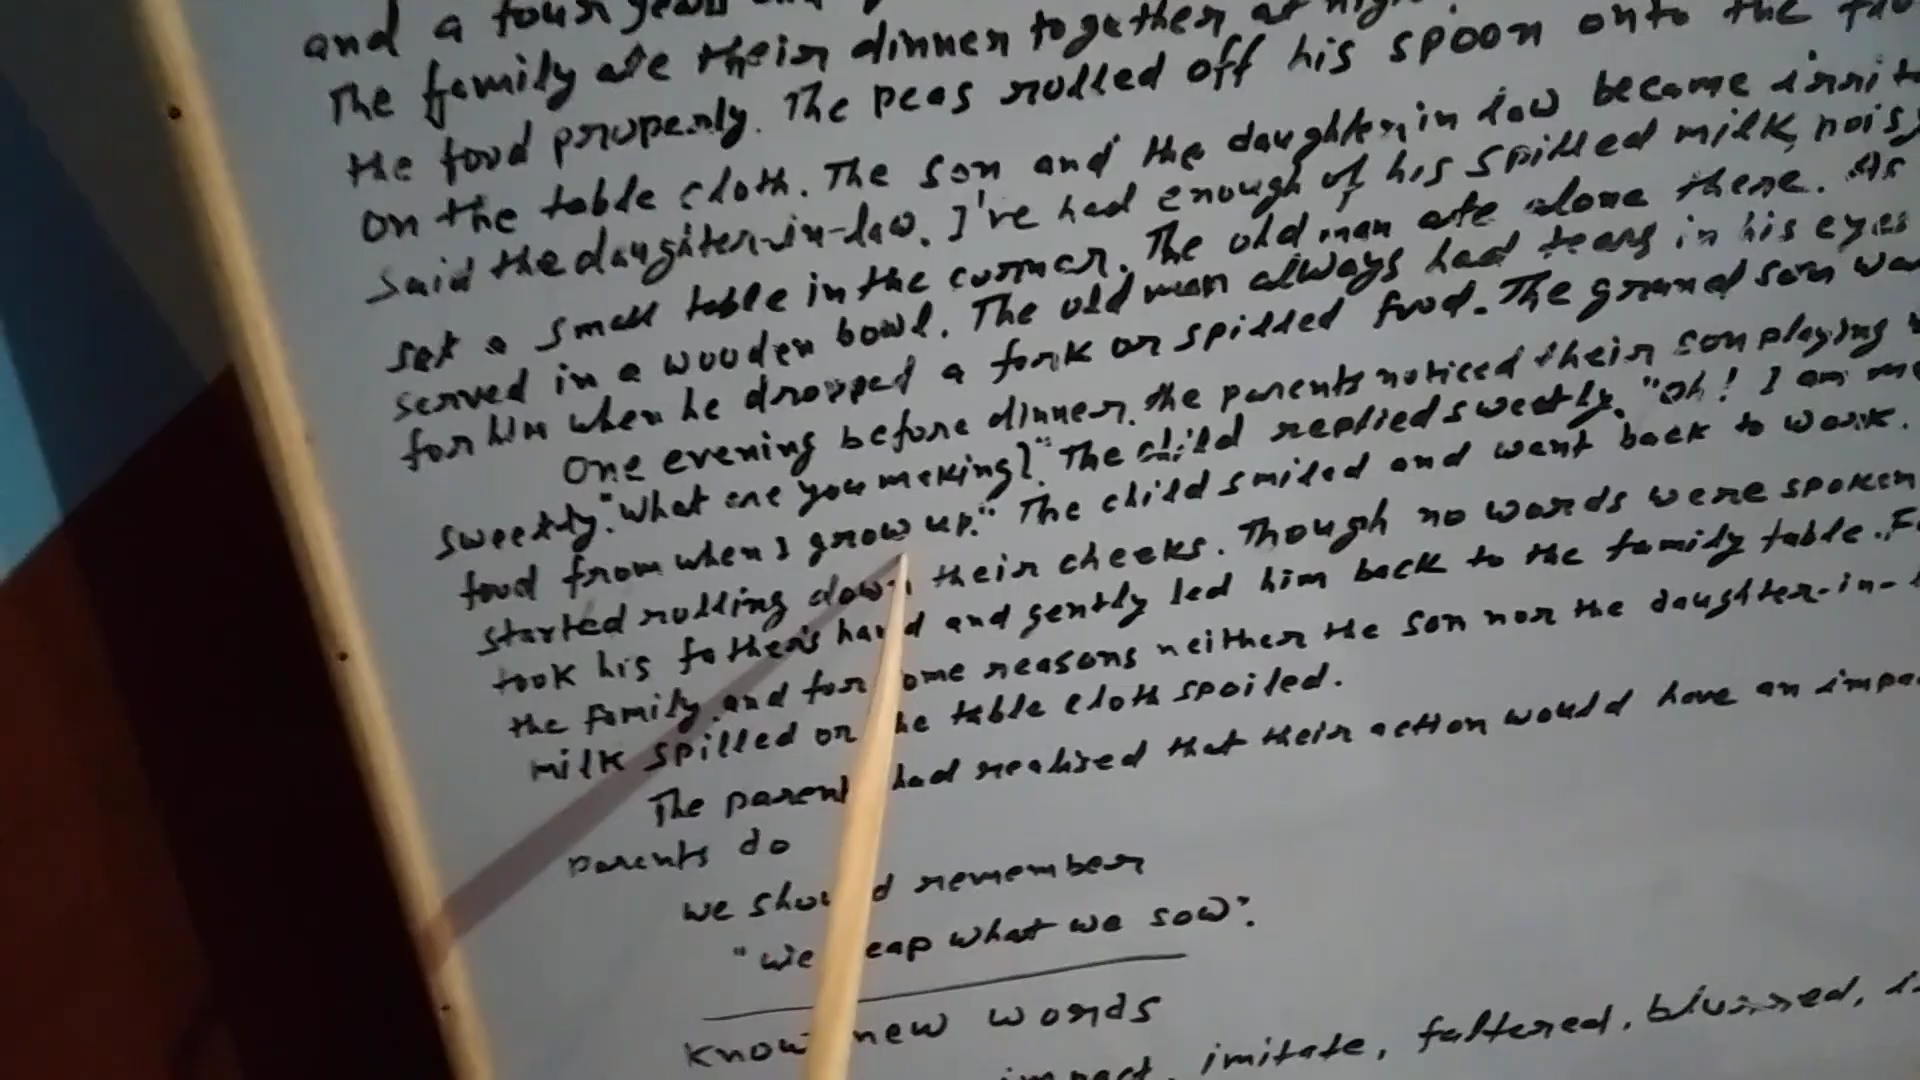 and a four years
The family ate their dinner together at
the food properly. The peas rolled off his spoon onto the
on the table cloth. The son and the daughter in law became
said the daughter-in-law. I've had enough of his spilled milk, noisy
set a small table in the corner. The old man ate alone there. As
served in a wooden bowl. The old man always had tears in his eyes
for him when he dropped a fork or spilled food. The grand son
One evening before dinner. the parents noticed their son playing
sweetly. "What are you making?" The child replied sweetly. "Oh! I am
food from when I grow up." The child smiled and went back to work.
started rolling down their cheeks. Though no words were spoken
took his father's hand and gently led him back to the family table.
the family. and for some reasons neither the son nor the daughter-in-
milk spilled or the table cloth spoiled.
The parent had realised that their action would have an
parents do
we should remember
"We reap what we sow".
Know new words
impact, imitate, faltered, blurred,